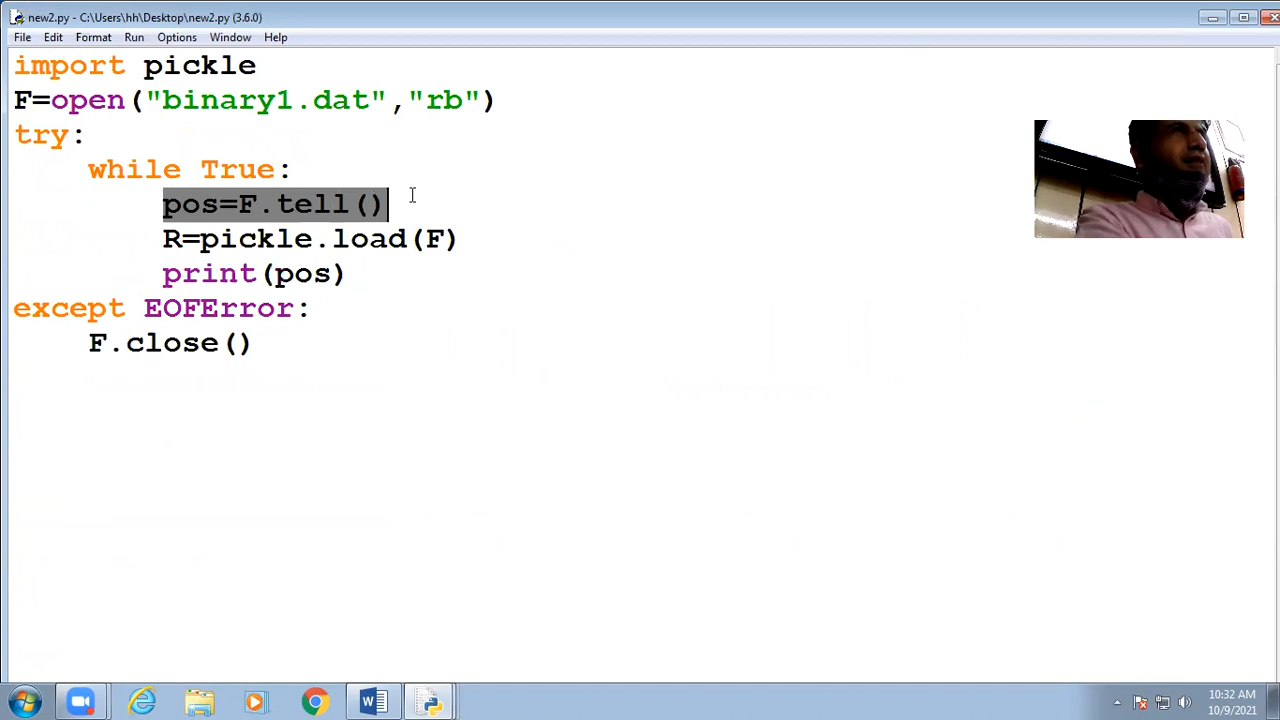 new2.py - C:\Users\hh\Desktop\new2.py (3.6.0)
File Edit Format Run Options Window Help
import pickle
F=open("binary1.dat","rb")
try:
    while True:
        pos=F.tell()
        R=pickle.load(F)
        print(pos)
except EOFError:
    F.close()
10:32 AM
10/9/2021